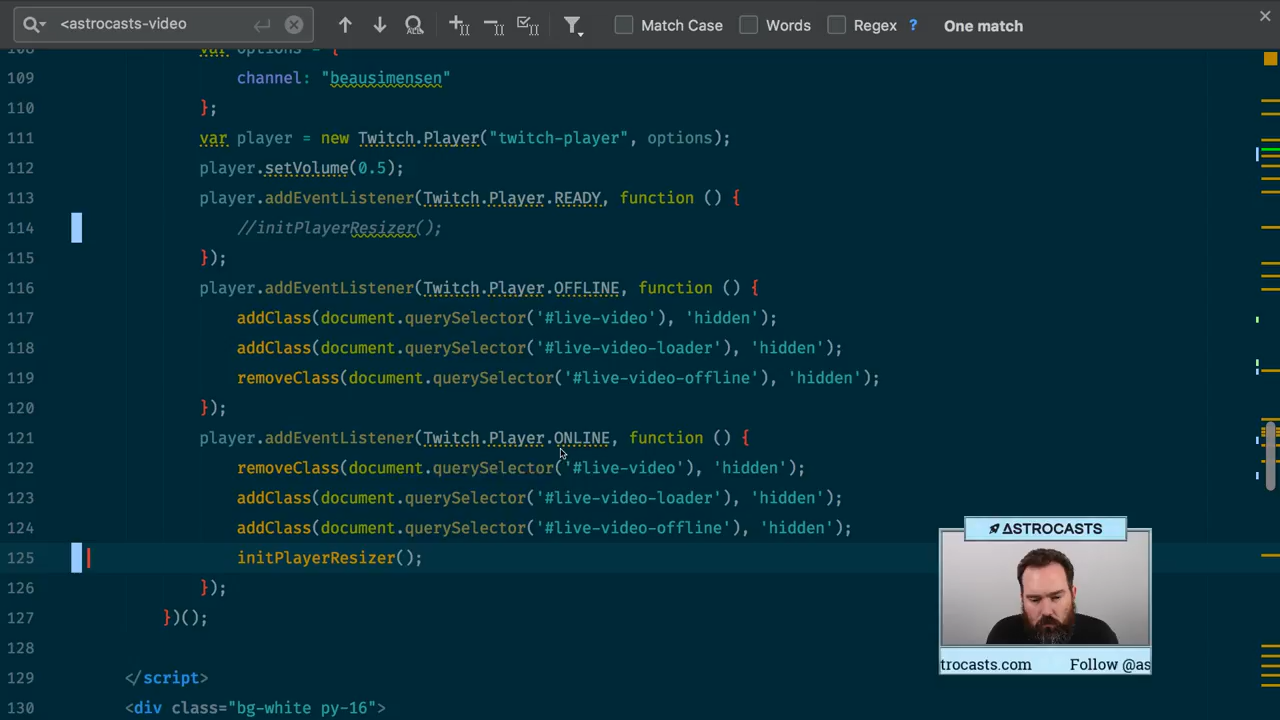 <astrocasts-video
Match Case
Words
Regex
?
One match
108 var options = {
109 channel: "beausimensen"
110 };
111 var player = new Twitch.Player("twitch-player", options);
112 player.setVolume(0.5);
113 player.addEventListener(Twitch.Player.READY, function () {
114 //initPlayerResizer();
115 });
116 player.addEventListener(Twitch.Player.OFFLINE, function () {
117 addClass(document.querySelector('#live-video'), 'hidden');
118 addClass(document.querySelector('#live-video-loader'), 'hidden');
119 removeClass(document.querySelector('#live-video-offline'), 'hidden');
120 });
121 player.addEventListener(Twitch.Player.ONLINE, function () {
122 removeClass(document.querySelector('#live-video'), 'hidden');
123 addClass(document.querySelector('#live-video-loader'), 'hidden');
124 addClass(document.querySelector('#live-video-offline'), 'hidden');
125 initPlayerResizer();
126 });
127 })();
128
129 </script>
130 <div class="bg-white py-16">
ASTROCASTS
trocasts.com Follow @as